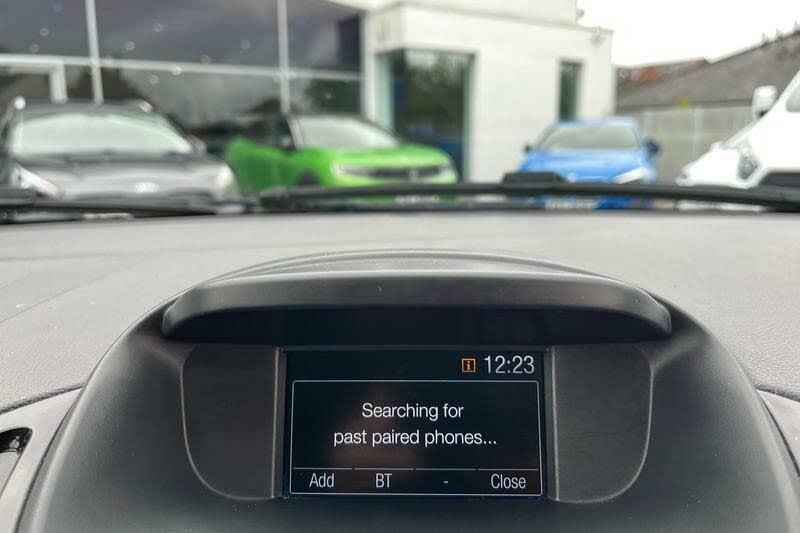 12:23
Searching for
past paired phones...
Add BT - Close